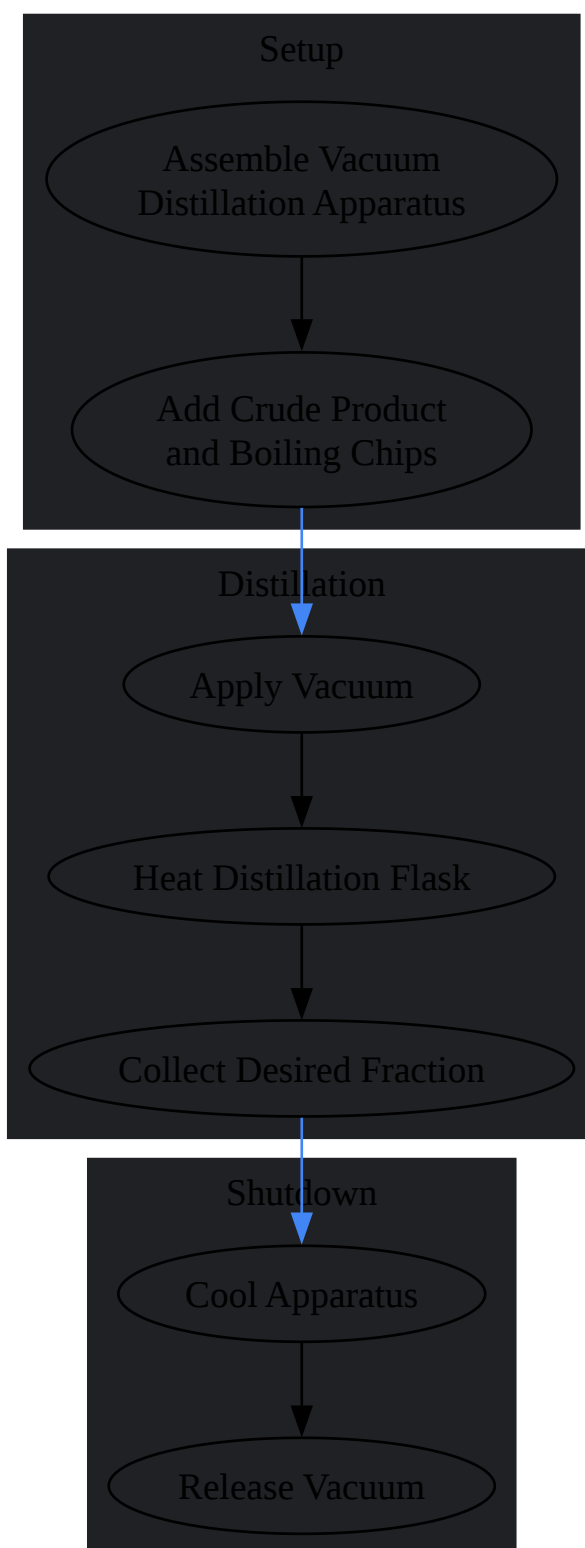 Setup
Assemble Vacuum
Distillation Apparatus
Add Crude Product
and Boiling Chips
Distillation
Apply Vacuum
Heat Distillation Flask
Collect Desired Fraction
Shutdown
Cool Apparatus
Release Vacuum